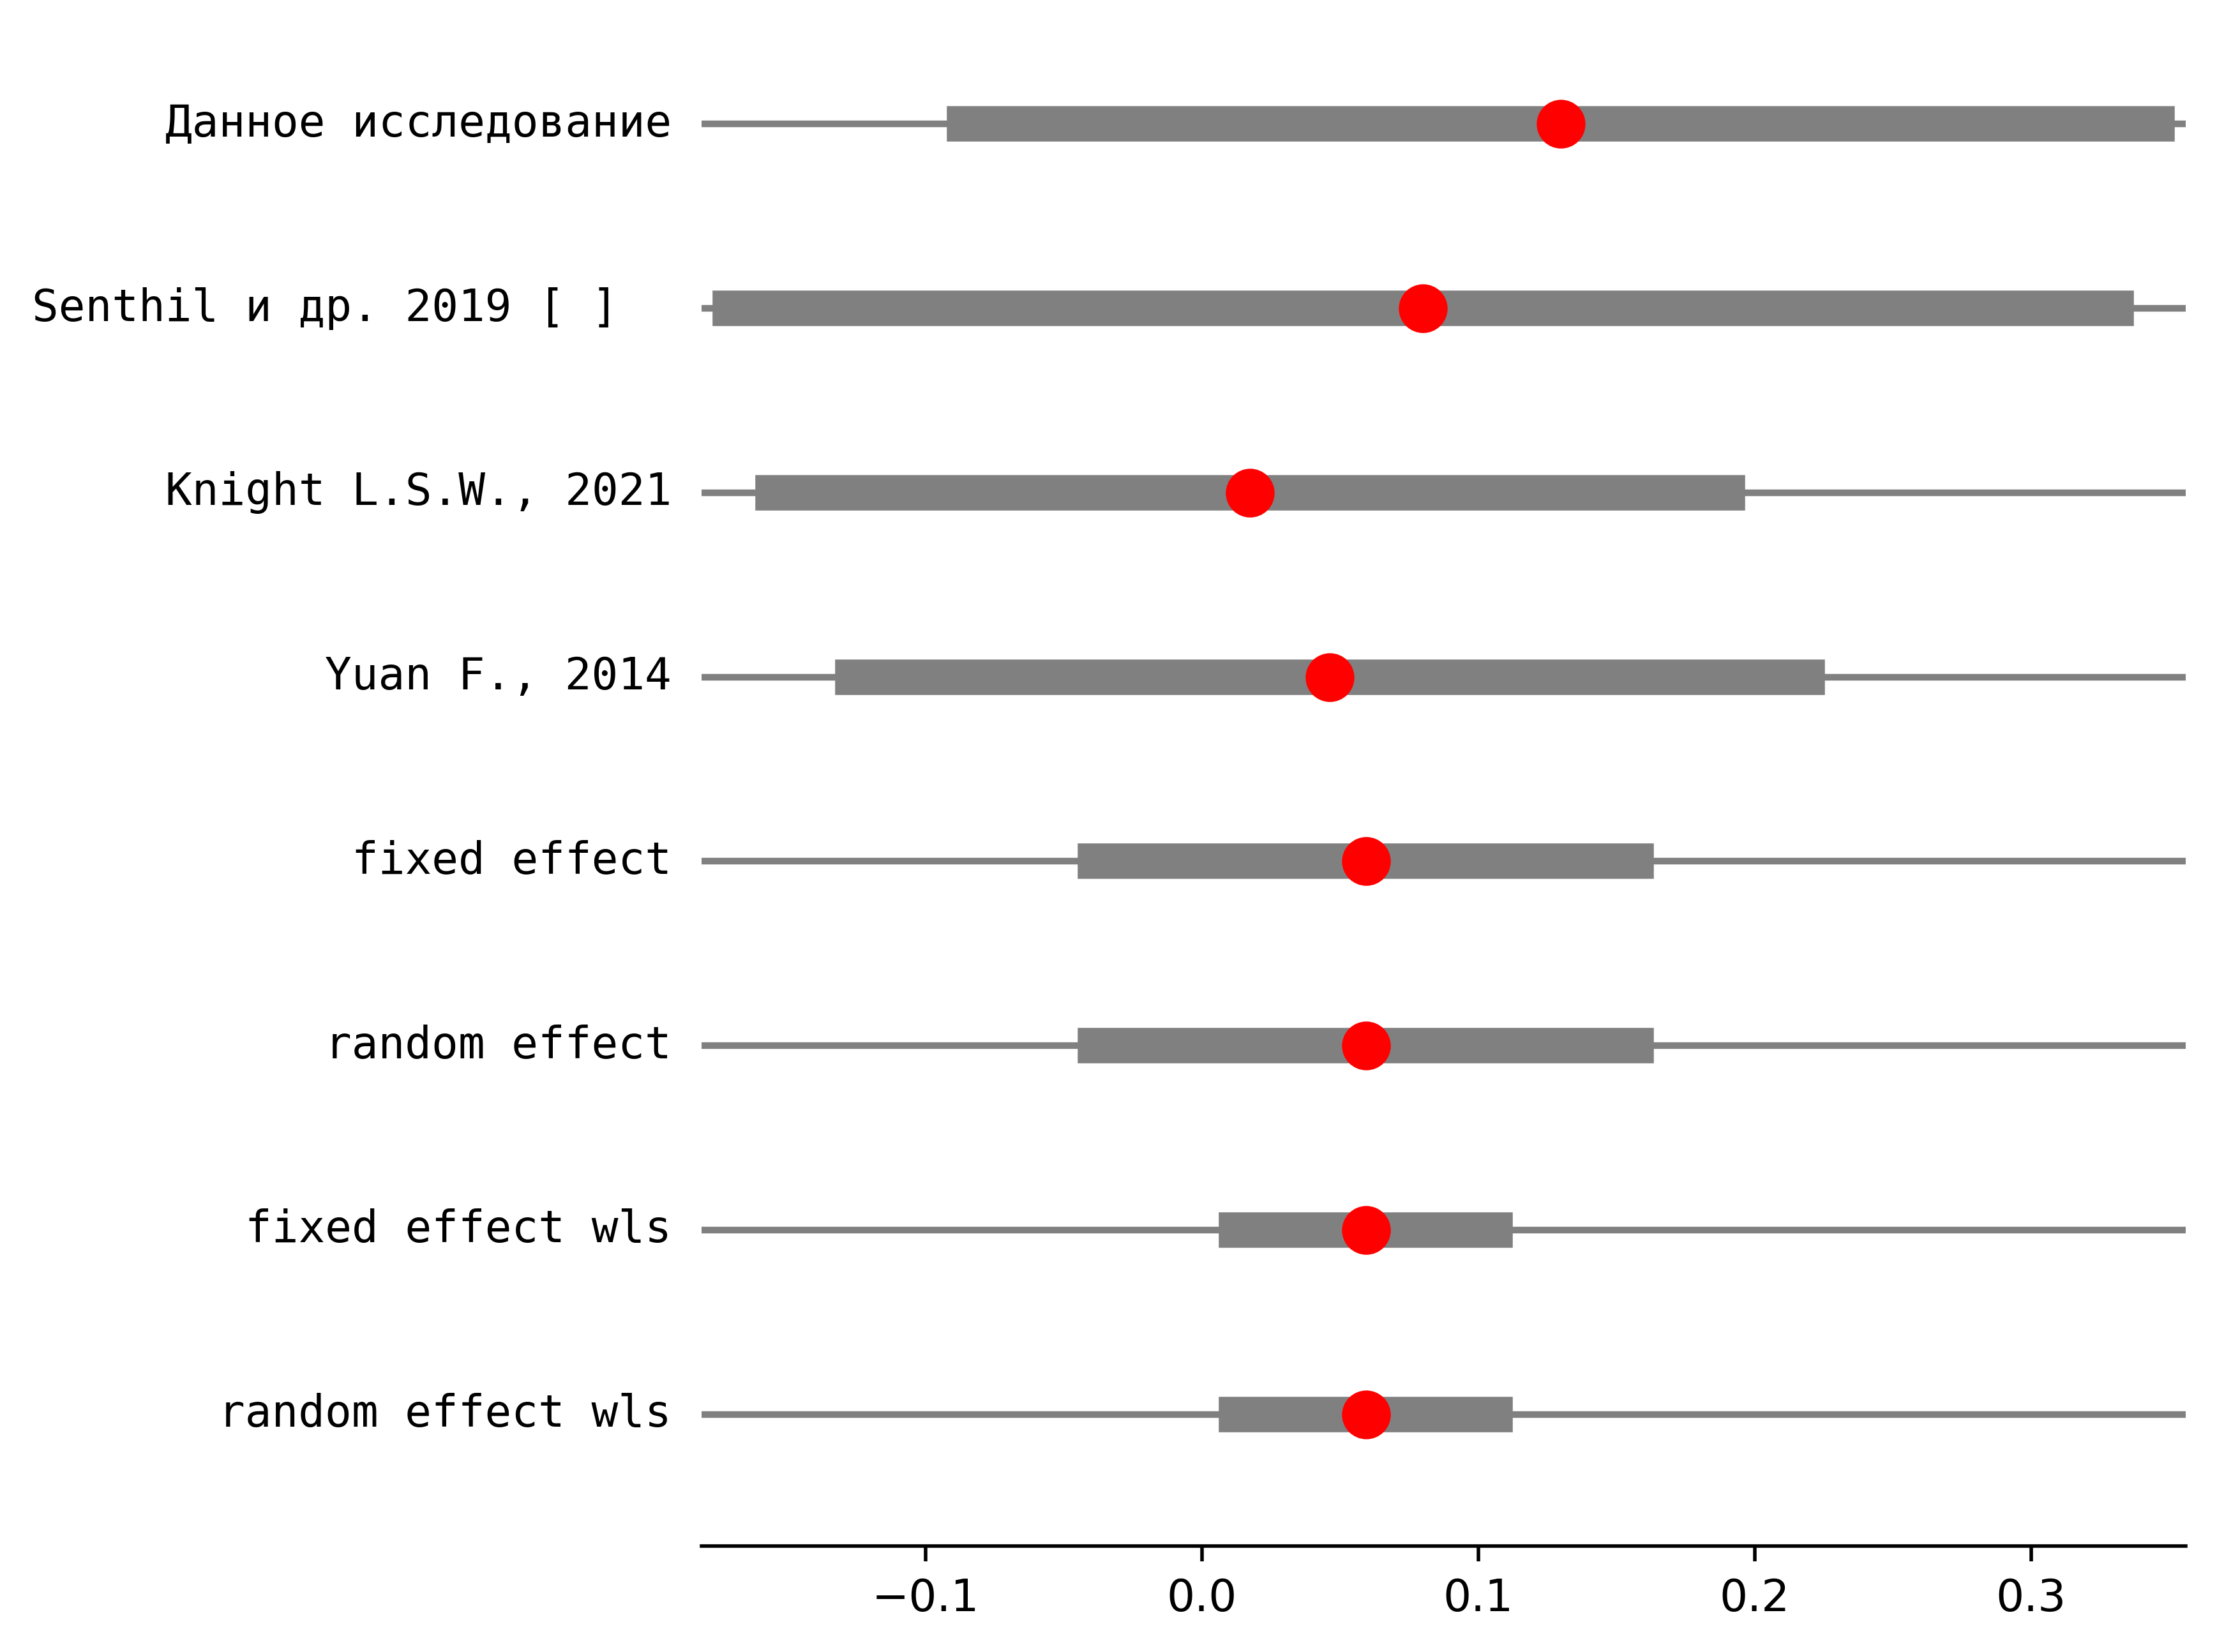 Данное исследование
Senthil и др. 2019 [ ]
Knight L.S.W., 2021
Yuan F., 2014
fixed effect
random effect
fixed effect wls
random effect wls
−0.1 0.0 0.1 0.2 0.3